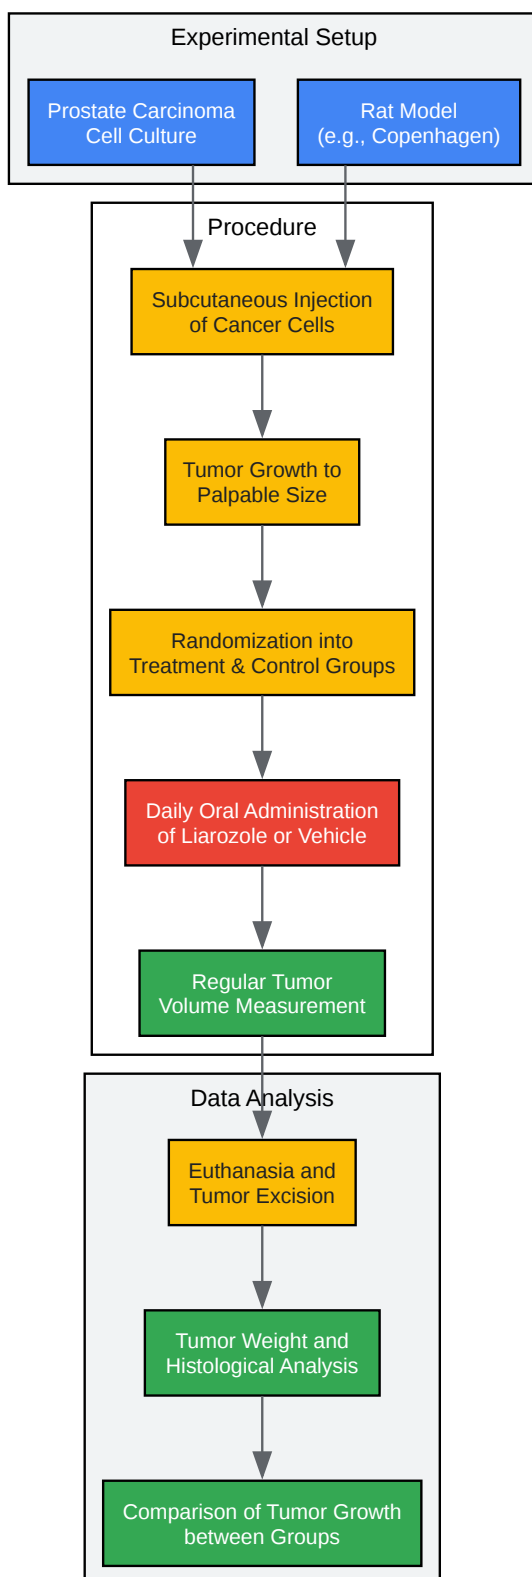 Experimental Setup
Prostate Carcinoma
Cell Culture
Rat Model
(e.g., Copenhagen)
Procedure
Subcutaneous Injection
of Cancer Cells
Tumor Growth to
Palpable Size
Randomization into
Treatment & Control Groups
Daily Oral Administration
of Liarozole or Vehicle
Regular Tumor
Volume Measurement
Data Analysis
Euthanasia and
Tumor Excision
Tumor Weight and
Histological Analysis
Comparison of Tumor Growth
between Groups